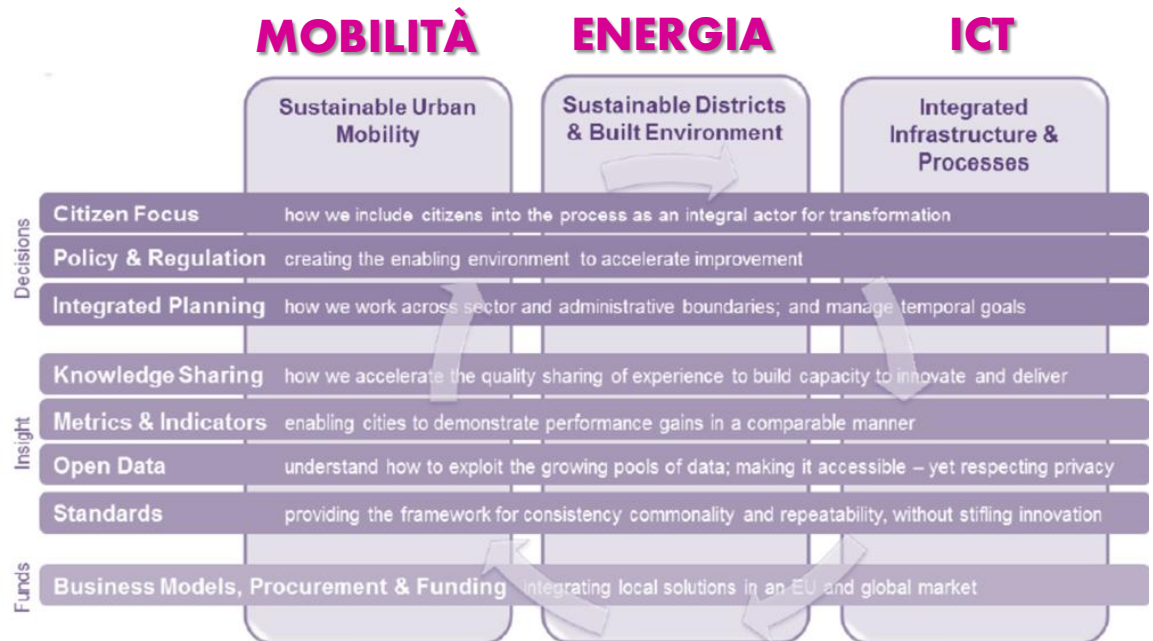 MOBILITÀ ENERGIA ICT
Sustainable Urban
Mobility
Sustainable Districts
& Built Environment
Integrated
Infrastructure &
Processes
Decisions
Citizen Focus how we include citizens into the process as an integral actor for transformation
Policy & Regulation creating the enabling environment to accelerate improvement
Integrated Planning how we work across sector and administrative boundaries; and manage temporal goals
Insight
Knowledge Sharing how we accelerate the quality sharing of experience to build capacity to innovate and deliver
Metrics & Indicators enabling cities to demonstrate performance gains in a comparable manner
Open Data understand how to exploit the growing pools of data; making it accessible – yet respecting privacy
Standards providing the framework for consistency commonality and repeatability, without stifling innovation
Funds
Business Models, Procurement & Funding integrating local solutions in an EU and global market